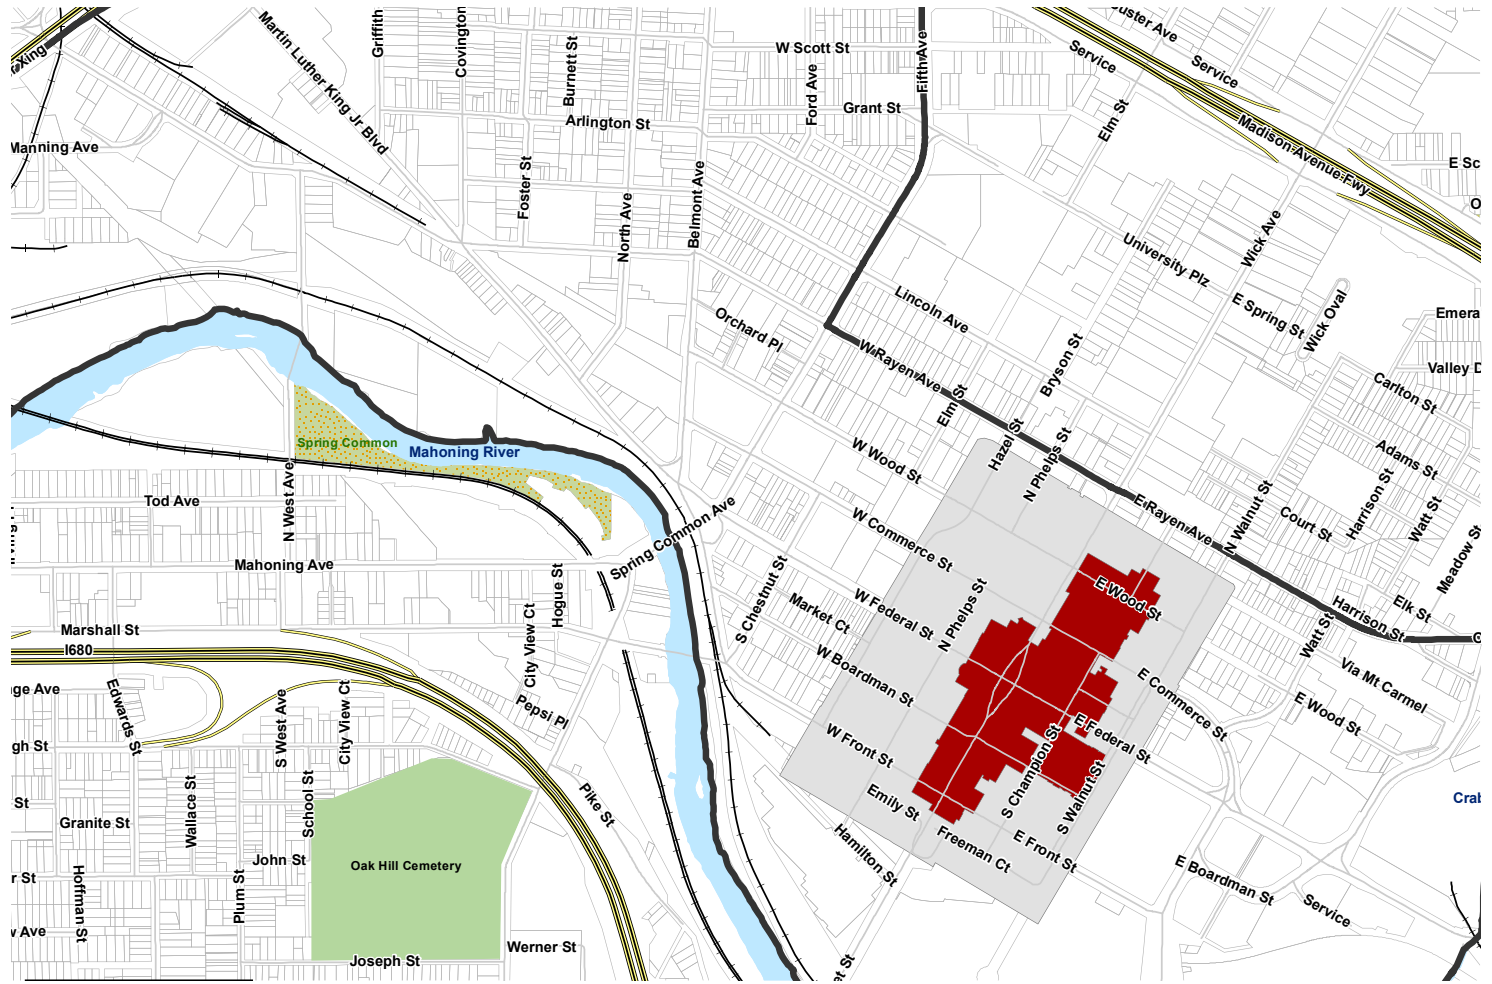 Xing
Martin Luther King Jr Blvd
Griffith
Covington
Burnett St
W Scott St
Ford Ave
Fifth Ave
Service
Service
Grant St
Arlington St
Elm St
Madison Avenue Fwy
Manning Ave
E Sc
Foster St
North Ave
Belmont Ave
University Plz
Wick Ave
Lincoln Ave
E Spring St
Wick Oval
Emera
Orchard Pl
W Rayen Ave
Bryson St
Valley D
Carlton St
Elm St
Spring Common
Mahoning River
W Wood St
Hazel St
N Phelps St
Adams St
Tod Ave
N West Ave
Spring Common Ave
E Rayen Ave
N Walnut St
Court St
Harrison St
Watt St
Meadow St
Mahoning Ave
W Commerce St
Hogue St
City View Ct
S Chestnut St
Market Ct
W Federal St
N Phelps St
E Wood St
Harrison St
Elk St
Watt St
Marshall St
I680
W Boardman St
Via Mt Carmel
E Commerce St
E Wood St
ge Ave
Edwards St
S West Ave
City View Ct
Pepsi Pl
gh St
W Front St
E Federal St
S Champion St
S Walnut St
St
Wallace St
School St
Pike St
Emily St
Crab
Granite St
Hamilton St
Freeman Ct
E Front St
John St
Oak Hill Cemetery
r St
Hoffman St
Plum St
E Boardman St
Service
w Ave
Werner St
Joseph St
et St